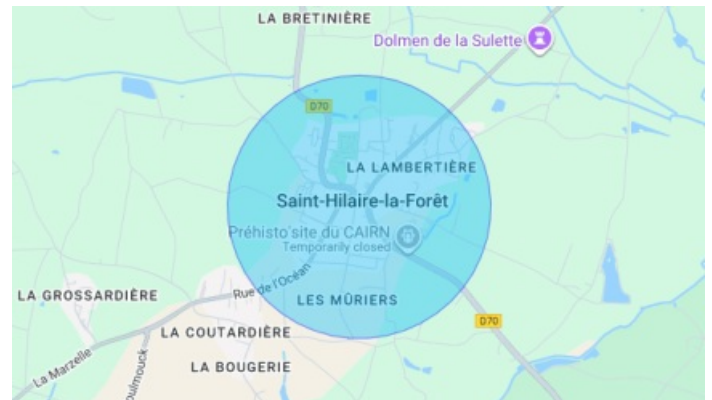 LA BRETINIÈRE
Dolmen de la Sulette
D70
LA LAMBERTIÈRE
Saint-Hilaire-la-Forêt
Préhisto'site du CAIRN
Temporarily closed
Rue de l'Océan
LA GROSSARDIÈRE
LES MÛRIERS
D70
LA COUTARDIÈRE
LA BOUGERIE
La Marzelle
oulmouck